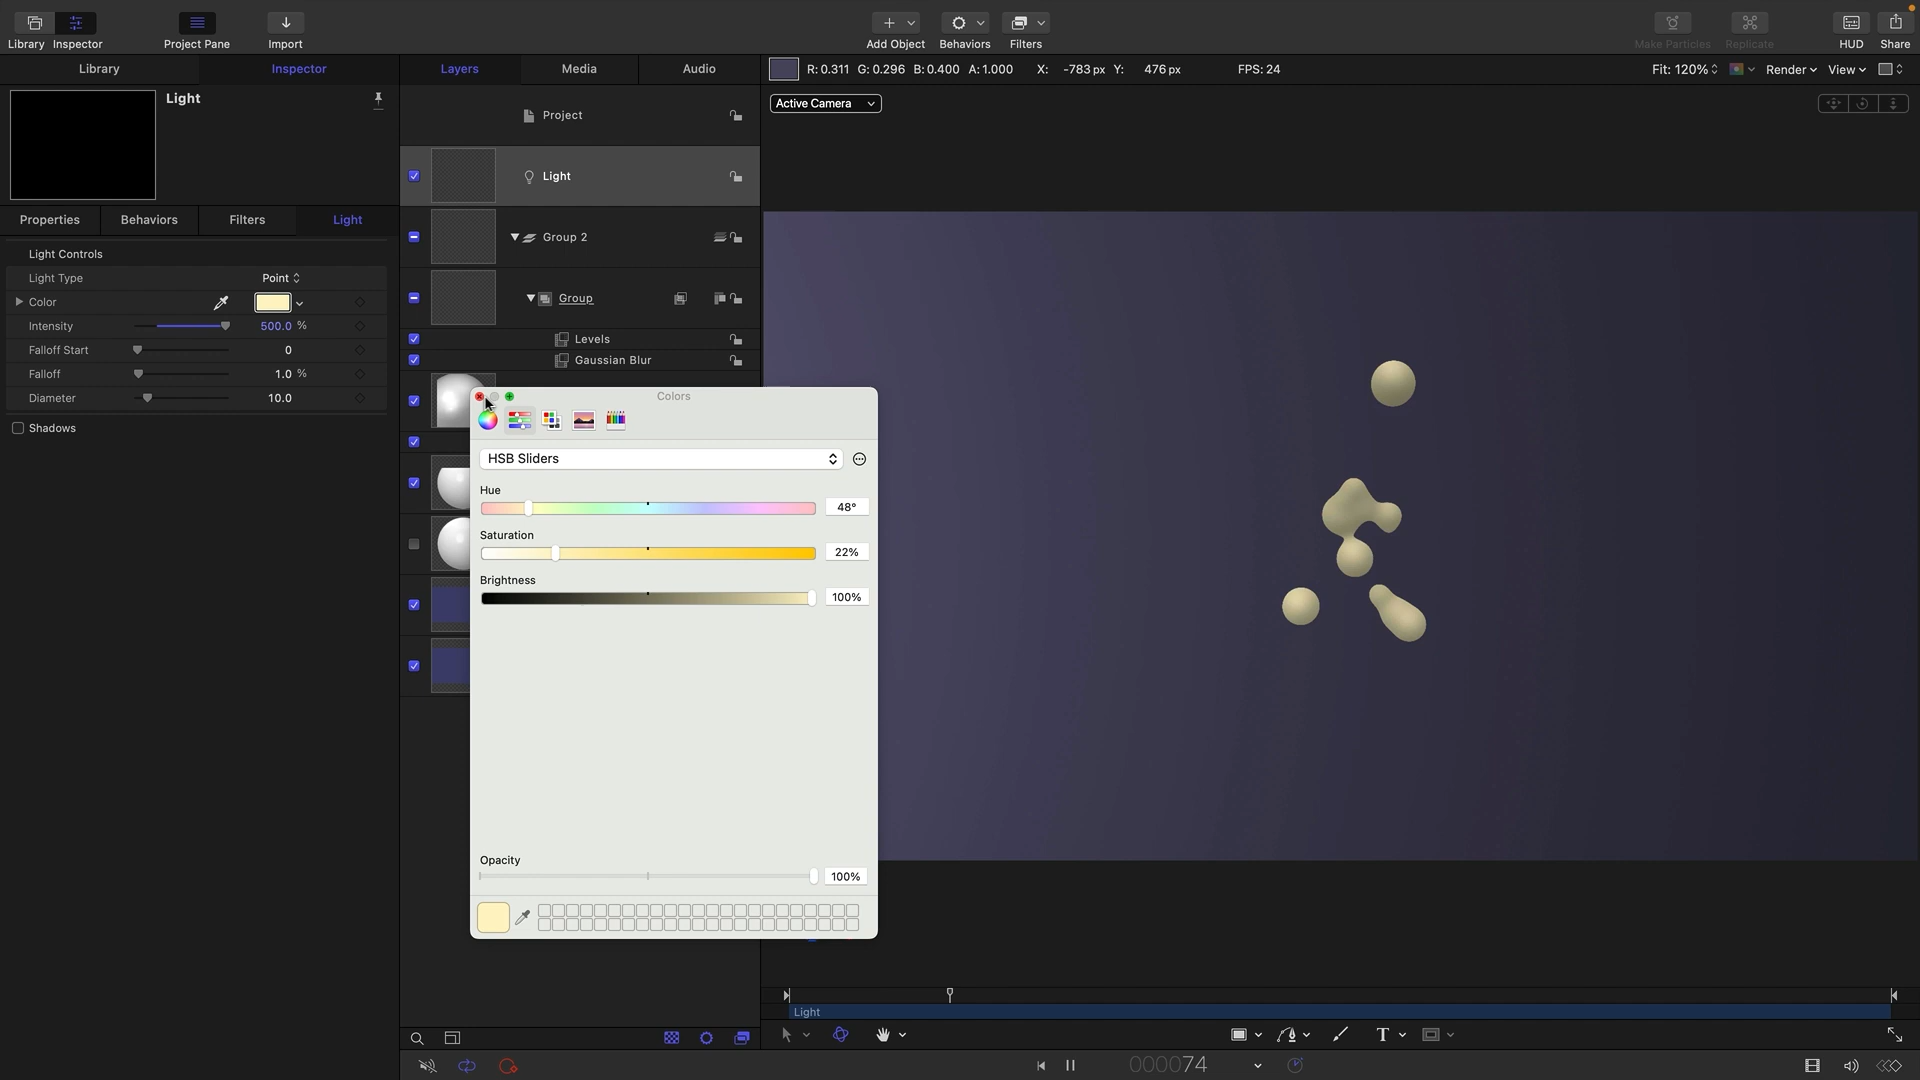 Library
Inspector
Project Pane
Import
Add Object
Behaviors
Filters
Make Particles
Replicate
HUD
Share
Library
Inspector
Layers
Media
Audio
R: 0.311 G: 0.296 B: 0.400 A: 1.000 X: -783 px Y: 476 px FPS: 24
Fit: 120%
Render
View
Light
Active Camera
Project
Light
Properties
Behaviors
Filters
Light
Group 2
Light Controls
Light Type Point
Color
Group
Intensity 500.0 %
Levels
Falloff Start 0
Gaussian Blur
Falloff 1.0 %
Diameter 10.0
Shadows
Colors
HSB Sliders
Hue
48°
Saturation
22%
Brightness
100%
Opacity
100%
Light
T
00000074